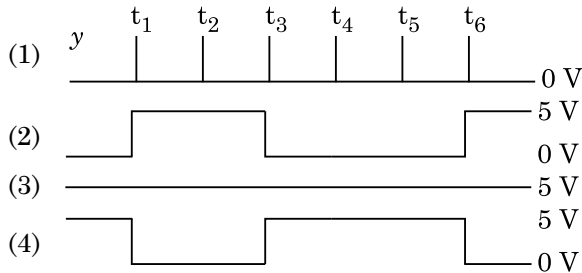 y t₁ t₂ t₃ t₄ t₅ t₆
(1) 0 V
5 V
(2) 0 V
(3) 5 V
5 V
(4) 0 V